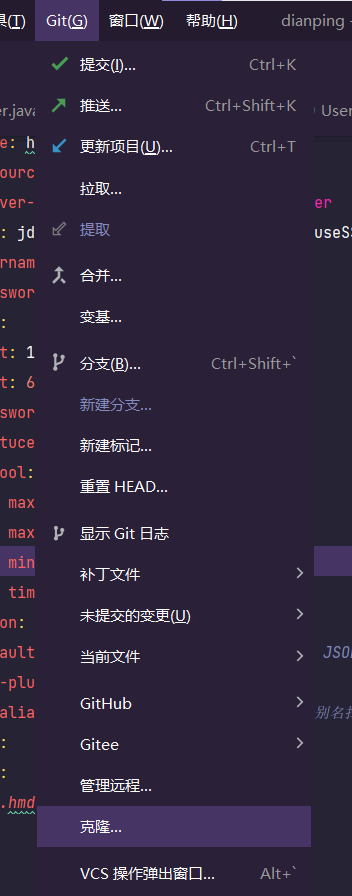 具(T) Git(G) 窗口(W) 帮助(H) dianping -
提交(I)... Ctrl+K
er.java 推送... Ctrl+Shift+K User
e: h 更新项目(U)... Ctrl+T
ourc 拉取...
ver- er
: jd 提取 useSS
ernam 合并...
swor
: 变基...
t: 1
t: 6 分支(B)... Ctrl+Shift+`
swor 新建分支...
tuce 新建标记...
ool:
max 重置 HEAD...
max 显示 Git 日志
min 补丁文件
tim
on: 未提交的变更(U)
ault 当前文件 JSO
-plu
alia GitHub 别名扫
: Gitee
: 管理远程...
.hmd 克隆...
VCS 操作弹出窗口... Alt+`